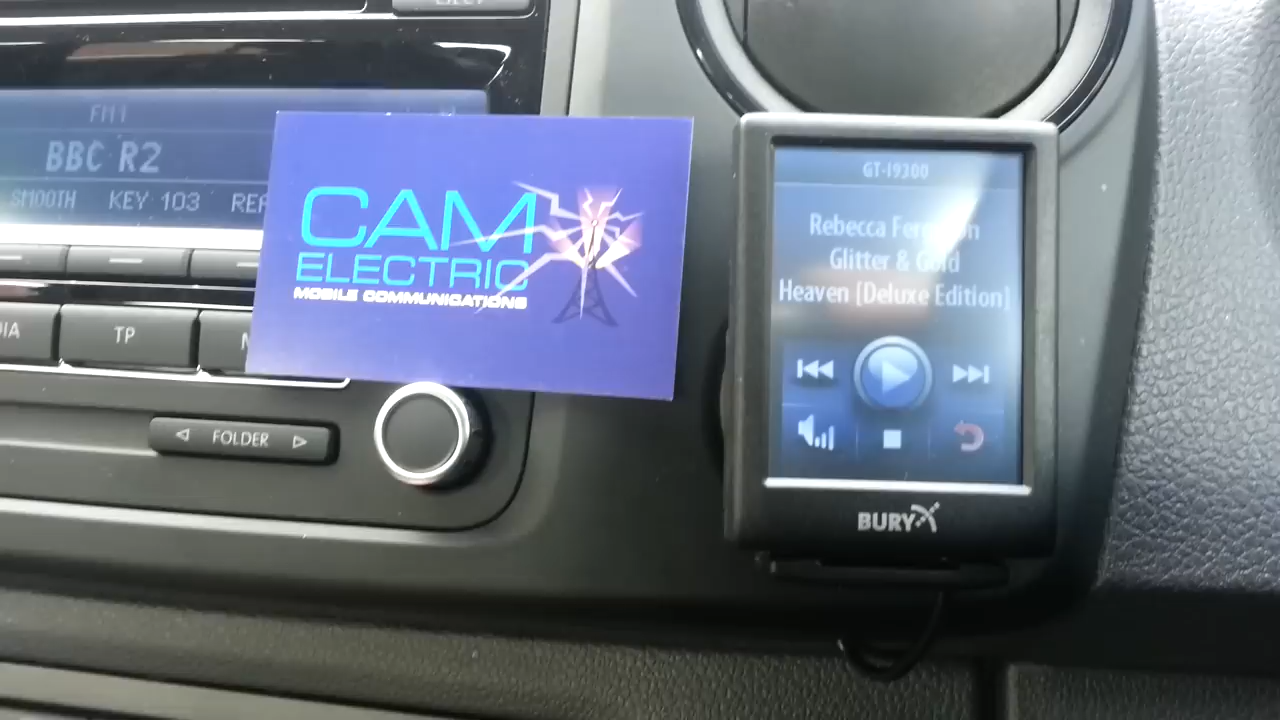 FM1
BBC R2
SMOOTH KEY 103
TP
FOLDER
CAM
ELECTRIC
MOBILE COMMUNICATIONS
GT-I9300
Rebecca
Glitter & Gold
Heaven [Deluxe Edition]
BURY